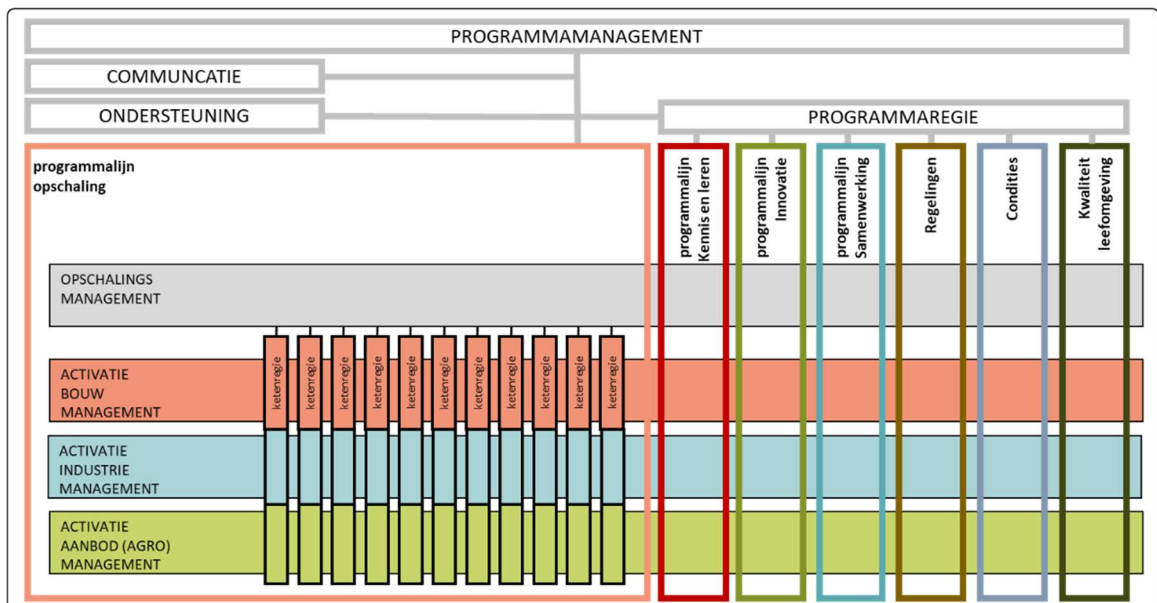 PROGRAMMAMANAGEMENT
COMMUNCATIE
ONDERSTEUNING
PROGRAMMAREGIE
programmalijn
opschaling
programmalijn
Kennis en leren
programmalijn
Innovatie
programmalijn
Samenwerking
Regelingen
Condities
Kwaliteit
leefomgeving
OPSCHALINGS
MANAGEMENT
ketenregie
ketenregie
ketenregie
ketenregie
ketenregie
ketenregie
ketenregie
ketenregie
ketenregie
ketenregie
ketenregie
ACTIVATIE
BOUW
MANAGEMENT
ACTIVATIE
INDUSTRIE
MANAGEMENT
ACTIVATIE
AANBOD (AGRO)
MANAGEMENT